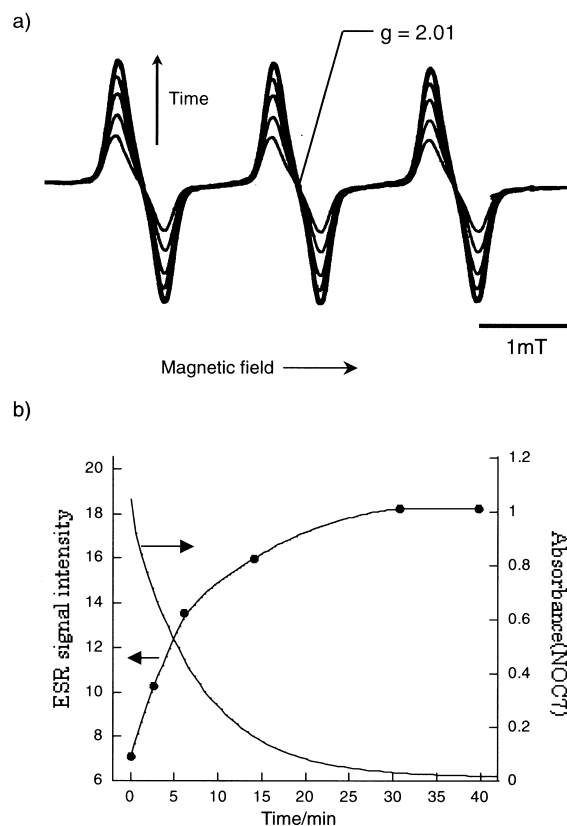 a)
g = 2.01
Time
1mT
Magnetic field
b)
ESR signal intensity
20
18
16
14
12
10
8
6
1.2
1
0.8
0.6
0.4
0.2
0
Absorbance(NOC7)
0 5 10 15 20 25 30 35 40
Time/min